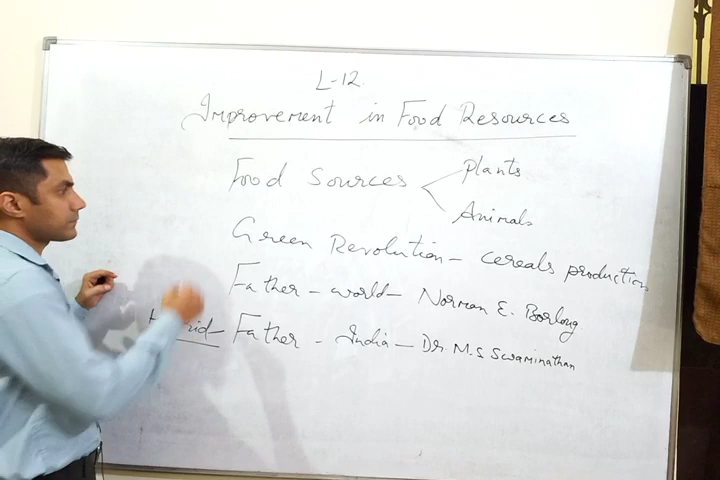 L-12.
Improvement in Food Resources
Food Sources
Plants
Animals
Green Revolution - cereals production
Father - world - Norman E. Borloug.
Father - India - Dr. M.S Swaminathan